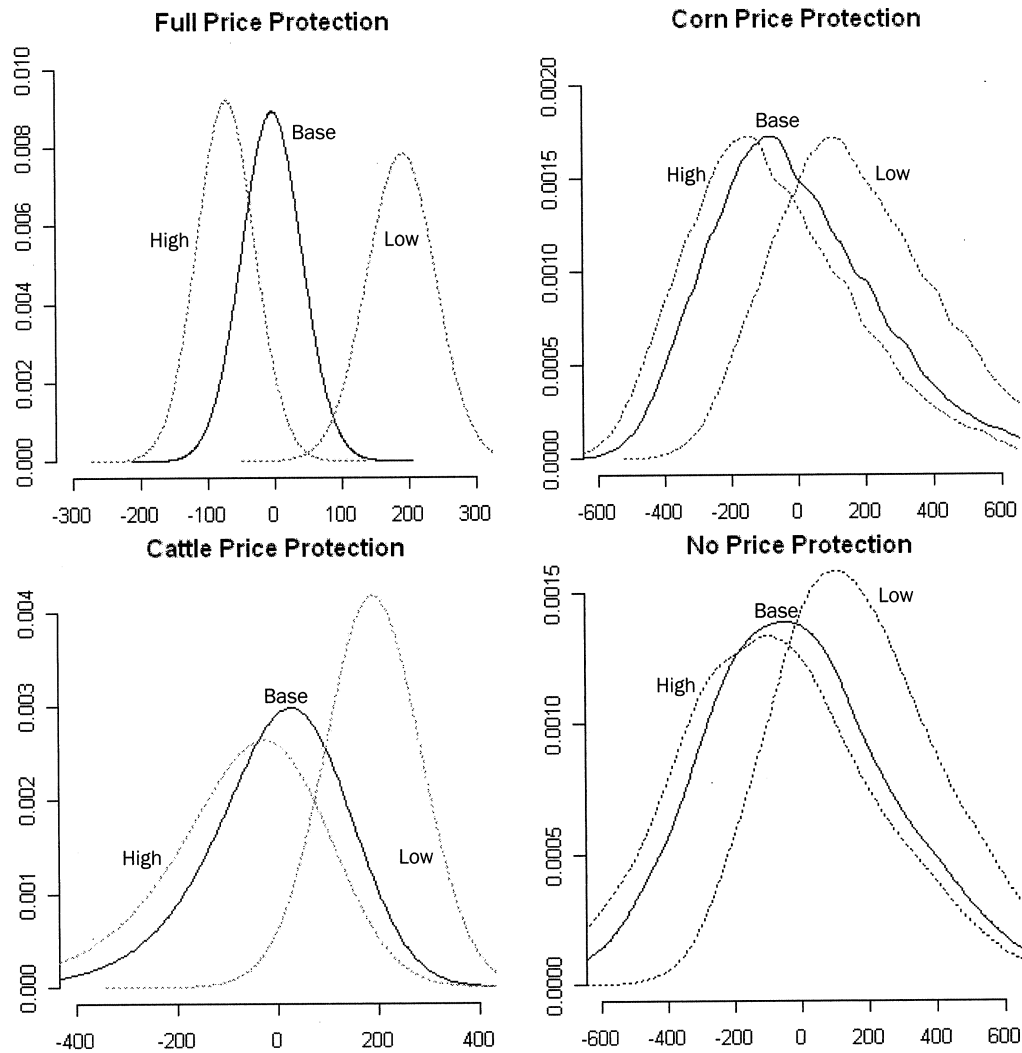 Full Price Protection
0.010
0.008
0.006
0.004
0.002
0.000
High
Base
Low
-300 -200 -100 0 100 200 300
Corn Price Protection
0.0020
0.0015
0.0010
0.0005
0.0000
High
Base
Low
-600 -400 -200 0 200 400 600
Cattle Price Protection
0.004
0.003
0.002
0.001
0.000
High
Base
Low
-400 -200 0 200 400
No Price Protection
0.0015
0.0010
0.0005
0.0000
High
Base
Low
-600 -400 -200 0 200 400 600